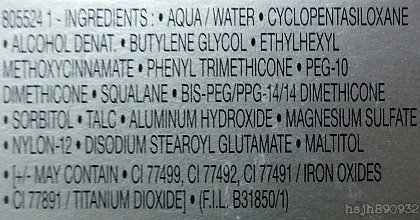 805524 1 - INGREDIENTS : • AQUA / WATER • CYCLOPENTASILOXANE
• ALCOHOL DENAT. • BUTYLENE GLYCOL • ETHYLHEXYL
METHOXYCINNAMATE • PHENYL TRIMETHICONE • PEG-10
DIMETHICONE • SQUALANE • BIS-PEG/PPG-14/14 DIMETHICONE
• SORBITOL • TALC • ALUMINUM HYDROXIDE • MAGNESIUM SULFATE
• NYLON-12 • DISODIUM STEAROYL GLUTAMATE • MALTITOL
• [+/- MAY CONTAIN • CI 77499, CI 77492, CI 77491 / IRON OXIDES
• CI 77891 / TITANIUM DIOXIDE] • (F.I.L. B31850/1)
hsjh890932